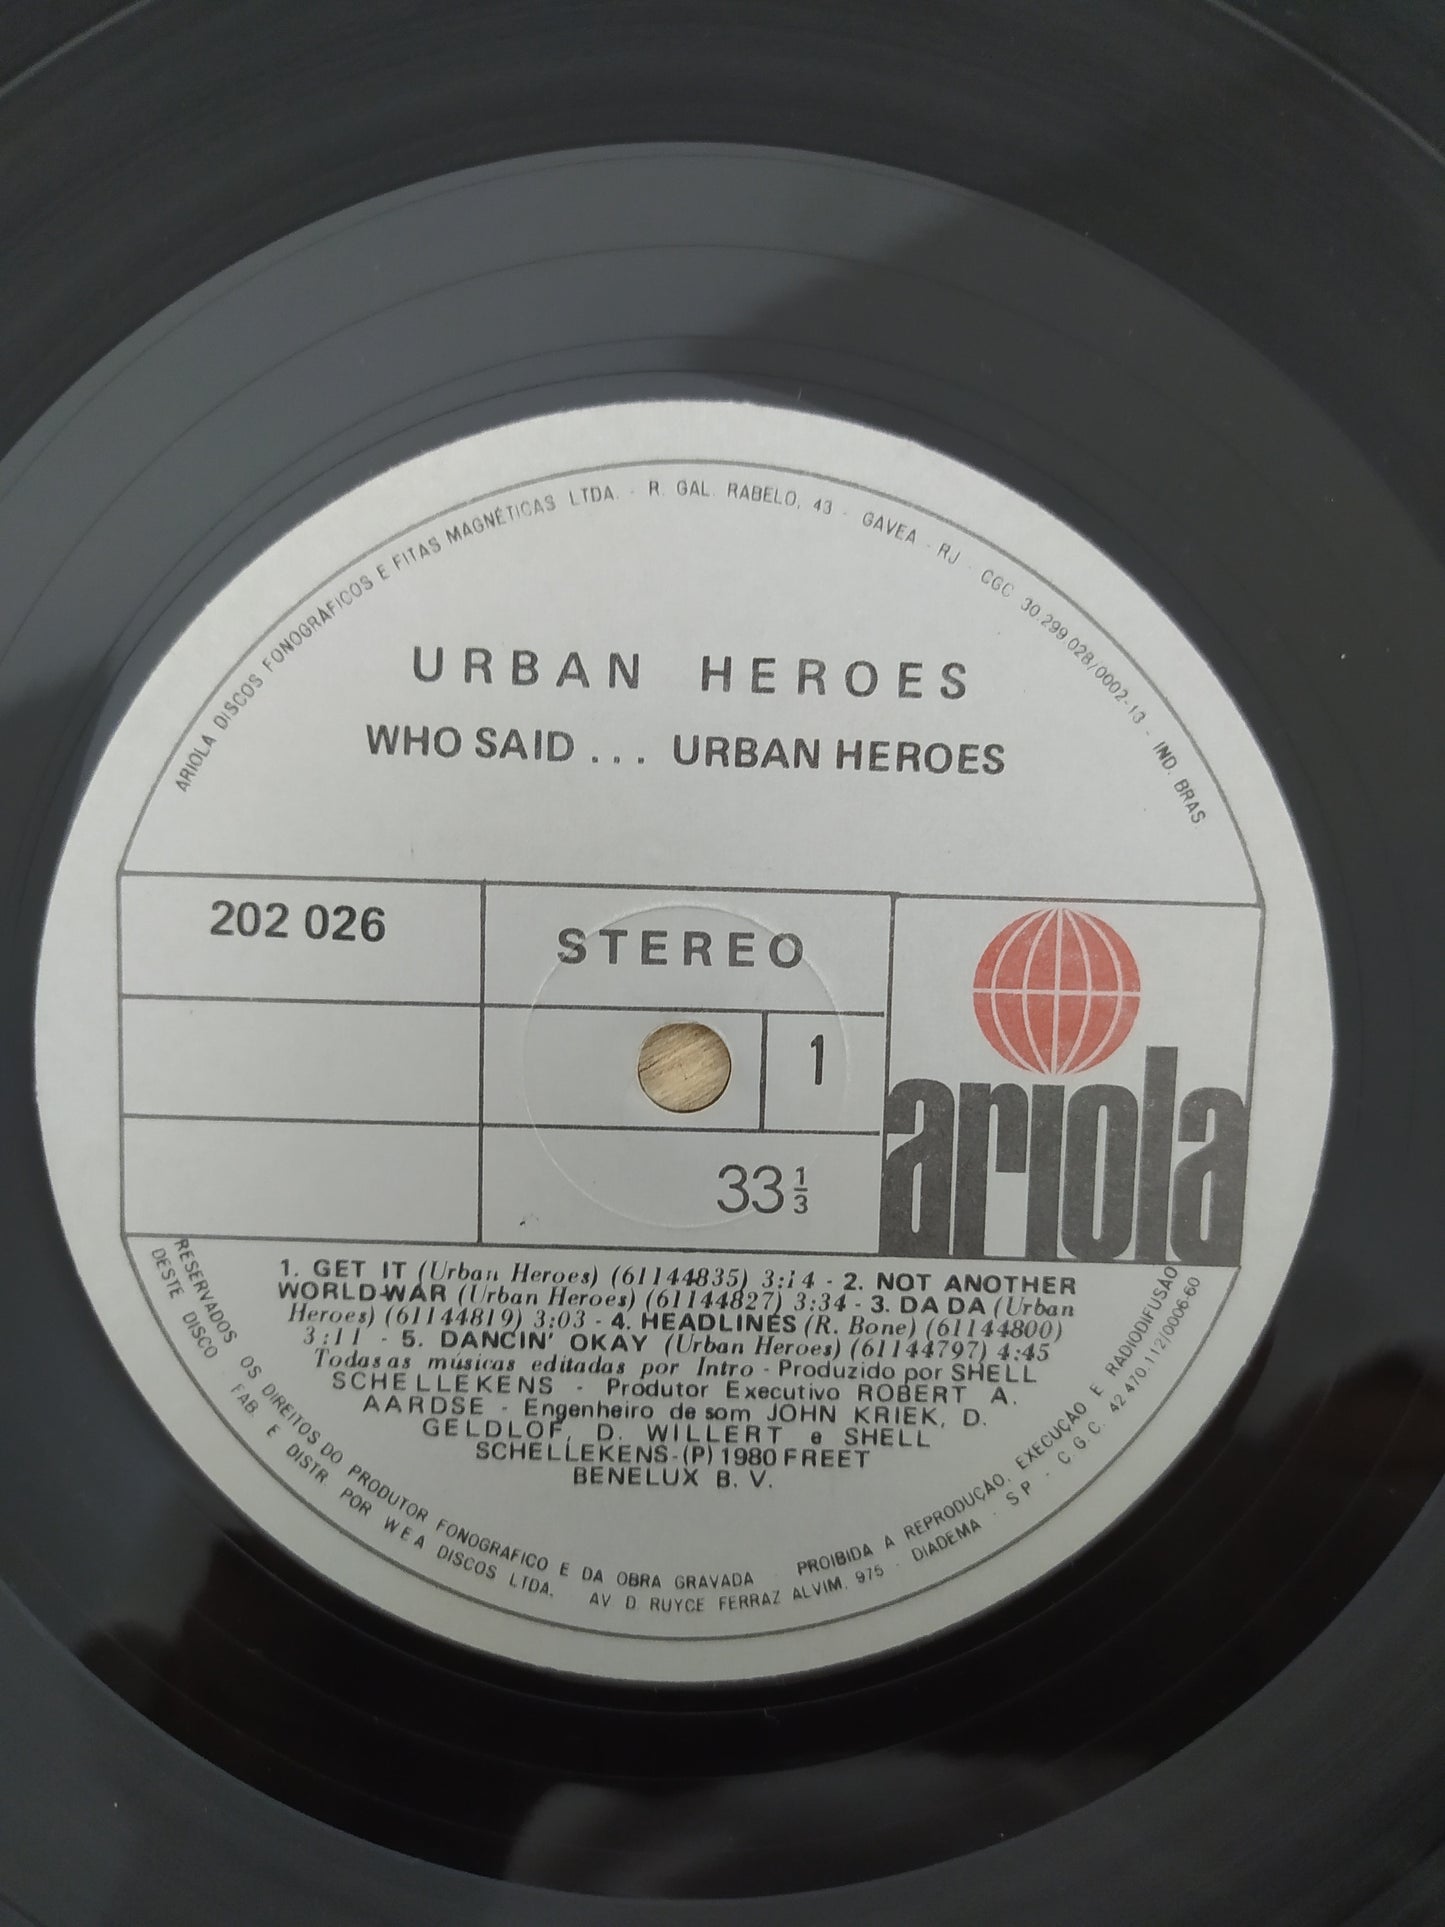 ARIOLA DISCOS FONOGRÁFICOS E FITAS MAGNÉTICAS LTDA. - R. GAL. RABELO, 43 - GAVEA - RJ - CGC 30.299.028/0002-13 - IND. BRAS.
URBAN HEROES
WHO SAID ... URBAN HEROES
202 026
STEREO
1
33 1/3
ariola
1. GET IT (Urban Heroes) (61144835) 3:14 - 2. NOT ANOTHER
WORLD-WAR (Urban Heroes) (61144827) 3:34 - 3. DA DA (Urban
Heroes) (61144819) 3:03 - 4. HEADLINES (R. Bone) (61144800)
3:11 - 5. DANCIN' OKAY (Urban Heroes) (61144797) 4:45
Todas as músicas editadas por Intro - Produzido por SHELL
SCHELLEKENS - Produtor Executivo ROBERT A.
AARDSE - Engenheiro de som JOHN KRIEK, D.
GELDLOF, D. WILLERT e SHELL
SCHELLEKENS - (P) 1980 FREET
BENELUX B. V.
RESERVADOS OS DIREITOS DO PRODUTOR FONOGRAFICO E DA OBRA GRAVADA - PROIBIDA A REPRODUÇÃO, EXECUÇÃO E RADIODIFUSÃO
DESTE DISCO - FAB. E DISTR. POR WEA DISCOS LTDA. AV. D. RUYCE FERRAZ ALVIM, 975 - DIADEMA - SP - C.G.C. 42.470.112/0006-60